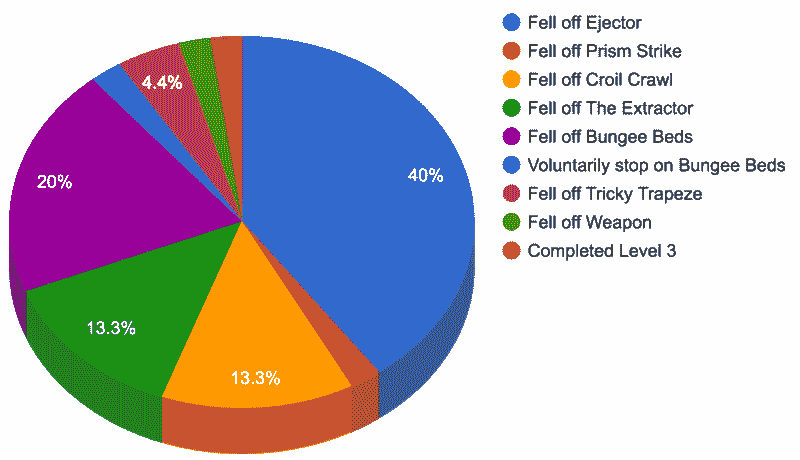 Fell off Ejector
Fell off Prism Strike
Fell off Croil Crawl
Fell off The Extractor
Fell off Bungee Beds
Voluntarily stop on Bungee Beds
Fell off Tricky Trapeze
Fell off Weapon
Completed Level 3
4.4%
20%
40%
13.3%
13.3%